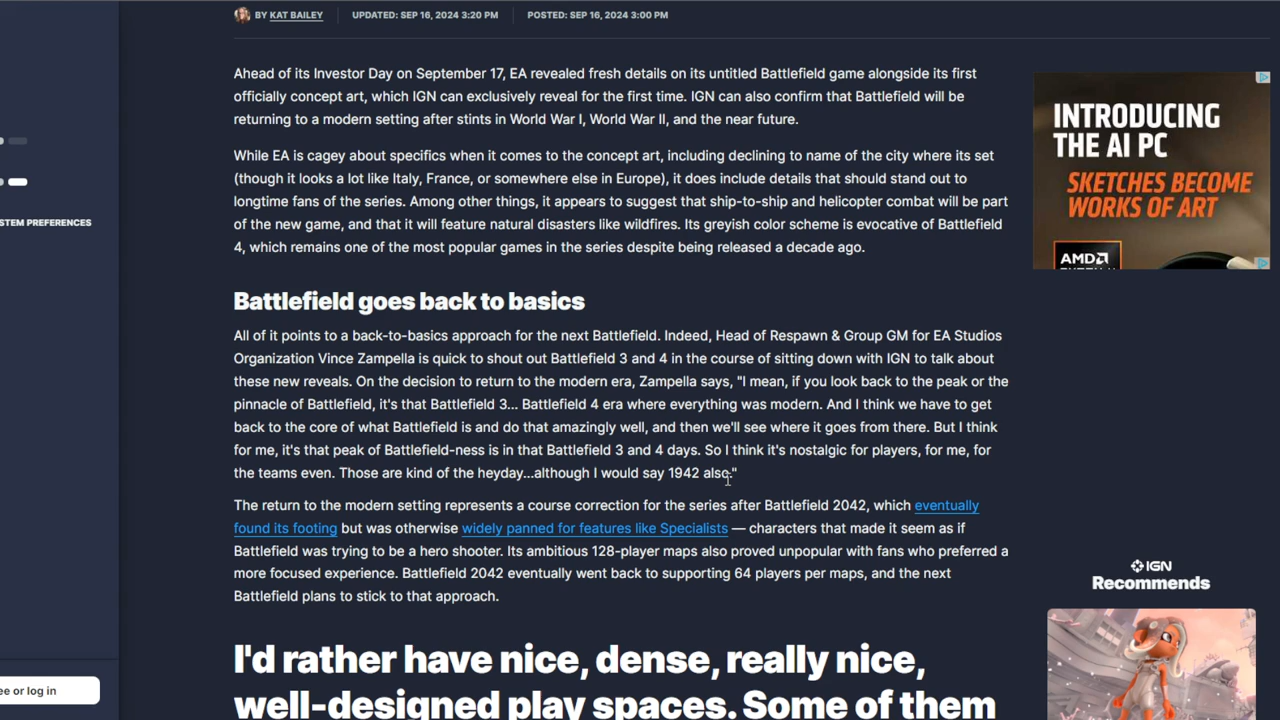 BY KAT BAILEY
UPDATED: SEP 16, 2024 3:20 PM
POSTED: SEP 16, 2024 3:00 PM
Ahead of its Investor Day on September 17, EA revealed fresh details on its untitled Battlefield game alongside its first
officially concept art, which IGN can exclusively reveal for the first time. IGN can also confirm that Battlefield will be
returning to a modern setting after stints in World War I, World War II, and the near future.
While EA is cagey about specifics when it comes to the concept art, including declining to name of the city where its set
(though it looks a lot like Italy, France, or somewhere else in Europe), it does include details that should stand out to
longtime fans of the series. Among other things, it appears to suggest that ship-to-ship and helicopter combat will be part
of the new game, and that it will feature natural disasters like wildfires. Its greyish color scheme is evocative of Battlefield
4, which remains one of the most popular games in the series despite being released a decade ago.
Battlefield goes back to basics
All of it points to a back-to-basics approach for the next Battlefield. Indeed, Head of Respawn & Group GM for EA Studios
Organization Vince Zampella is quick to shout out Battlefield 3 and 4 in the course of sitting down with IGN to talk about
these new reveals. On the decision to return to the modern era, Zampella says, "I mean, if you look back to the peak or the
pinnacle of Battlefield, it's that Battlefield 3... Battlefield 4 era where everything was modern. And I think we have to get
back to the core of what Battlefield is and do that amazingly well, and then we'll see where it goes from there. But I think
for me, it's that peak of Battlefield-ness is in that Battlefield 3 and 4 days. So I think it's nostalgic for players, for me, for
the teams even. Those are kind of the heyday...although I would say 1942 also."
The return to the modern setting represents a course correction for the series after Battlefield 2042, which eventually
found its footing but was otherwise widely panned for features like Specialists — characters that made it seem as if
Battlefield was trying to be a hero shooter. Its ambitious 128-player maps also proved unpopular with fans who preferred a
more focused experience. Battlefield 2042 eventually went back to supporting 64 players per maps, and the next
Battlefield plans to stick to that approach.
I'd rather have nice, dense, really nice,
well-designed play spaces. Some of them
STEM PREFERENCES
ee or log in
INTRODUCING
THE AI PC
SKETCHES BECOME
WORKS OF ART
AMD
IGN
Recommends